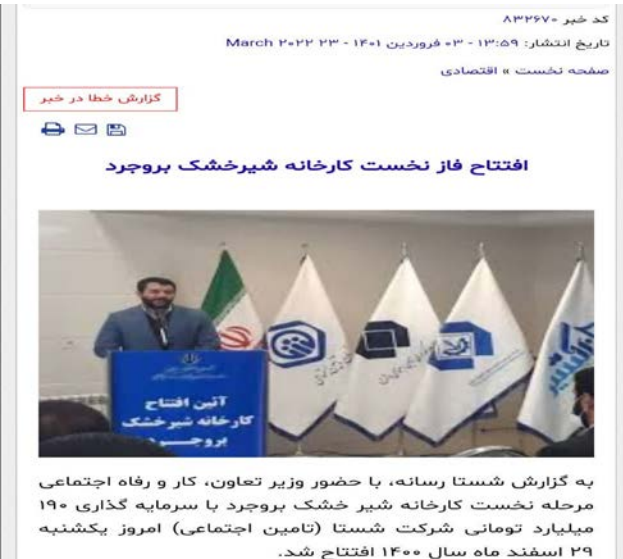 کد خبر ۸۳۲۶۷۰
تاریخ انتشار: ۱۳:۵۹ - ۰۳ فروردین ۱۴۰۱ - ۲۳ March ۲۰۲۲
صفحه نخست » اقتصادی
گزارش خطا در خبر
افتتاح فاز نخست کارخانه شیرخشک بروجرد
آئین افتتاح
کارخانه شیرخشک
بروجـــرد
به گزارش شستا رسانه، با حضور وزیر تعاون، کار و رفاه اجتماعی
مرحله نخست کارخانه شیر خشک بروجرد با سرمایه گذاری ۱۹۰
میلیارد تومانی شرکت شستا (تامین اجتماعی) امروز یکشنبه
۲۹ اسفند ماه سال ۱۴۰۰ افتتاح شد.